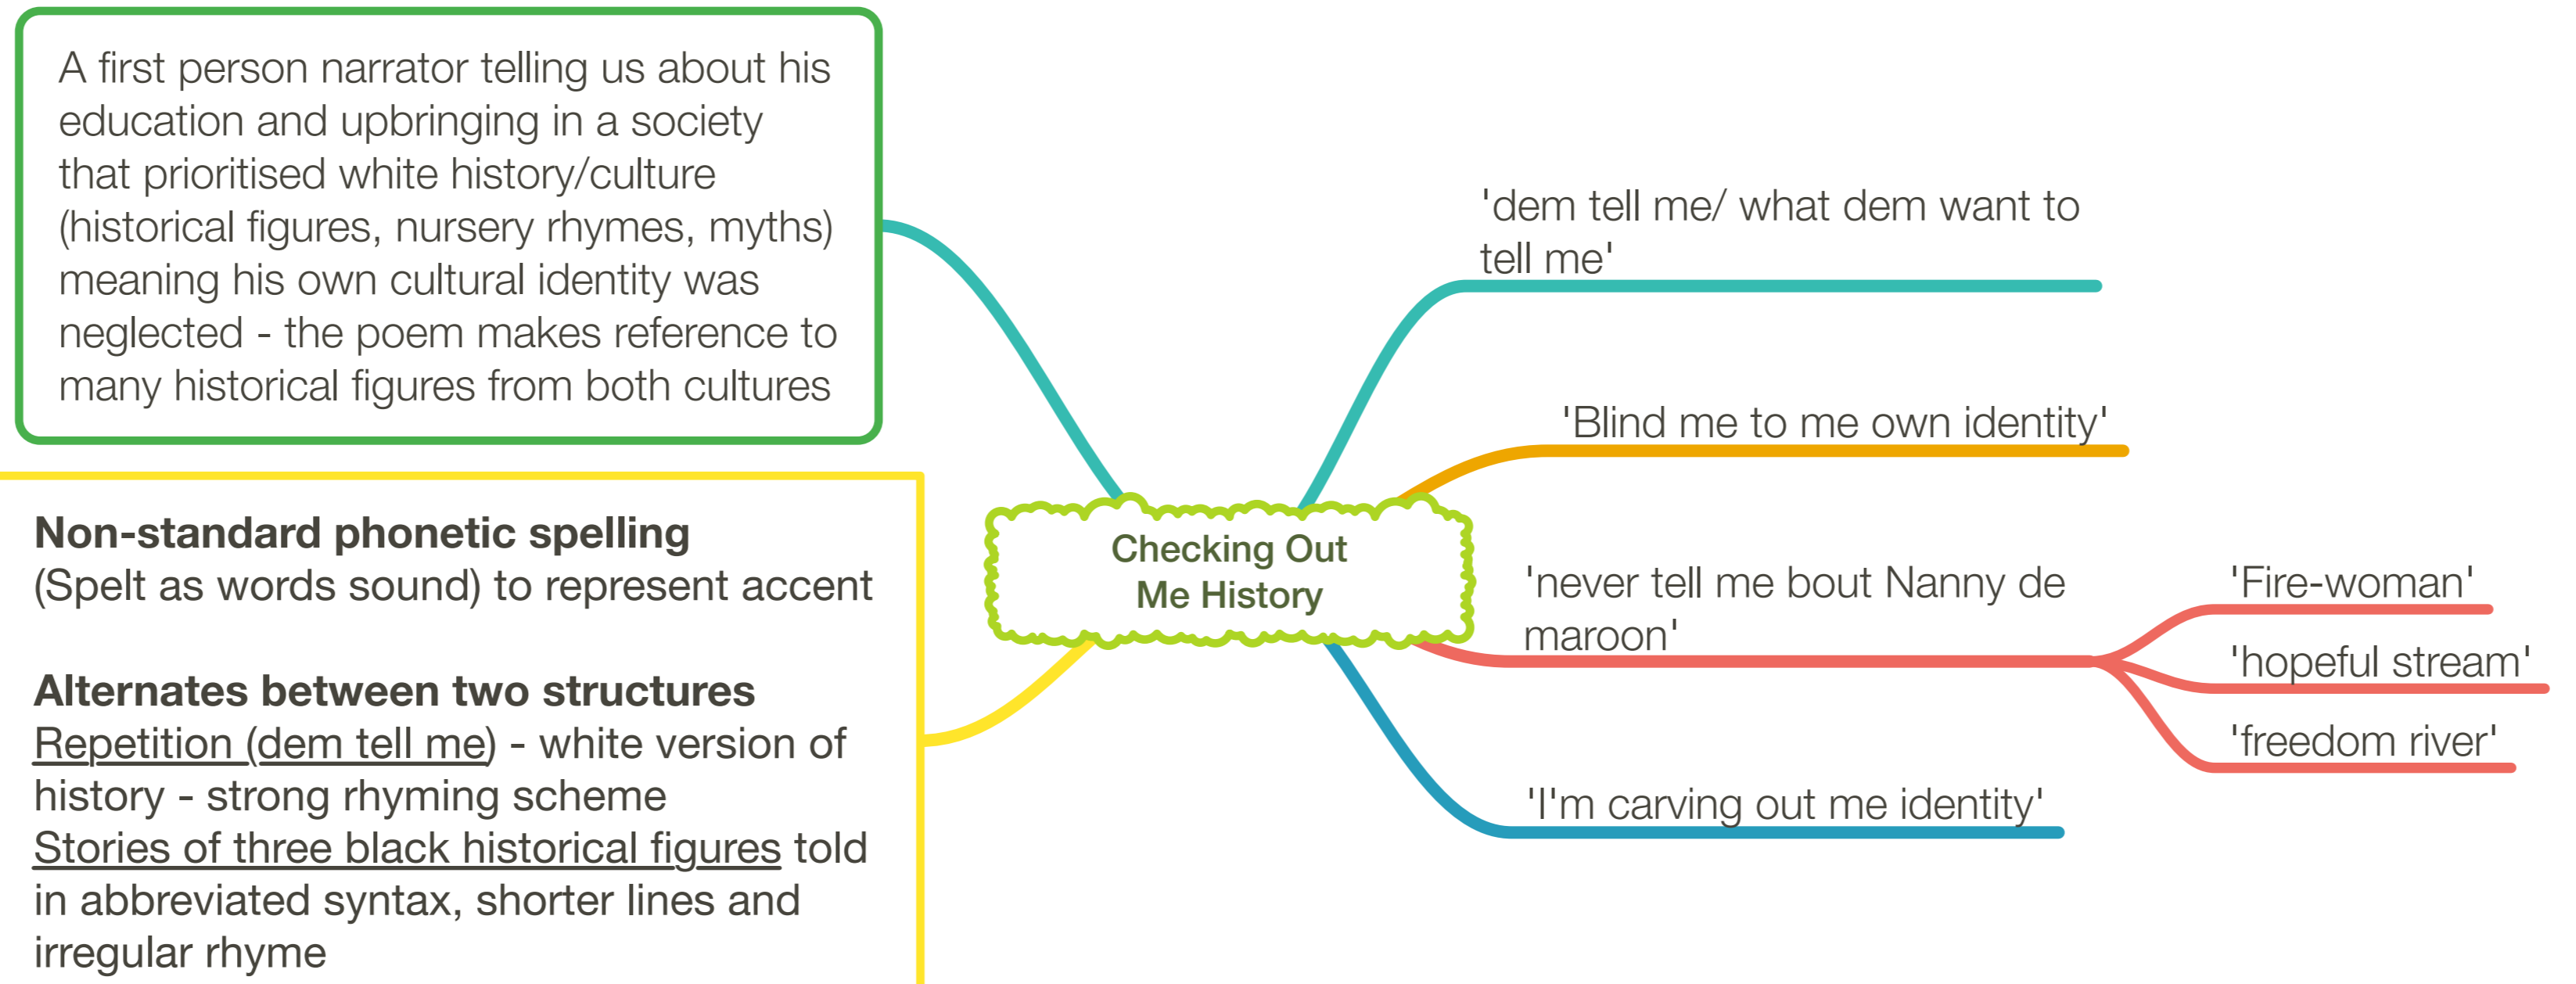 A first person narrator telling us about his
education and upbringing in a society
that prioritised white history/culture
(historical figures, nursery rhymes, myths)
meaning his own cultural identity was
neglected - the poem makes reference to
many historical figures from both cultures
Non-standard phonetic spelling
(Spelt as words sound) to represent accent
Alternates between two structures
Repetition (dem tell me) - white version of
history - strong rhyming scheme
Stories of three black historical figures told
in abbreviated syntax, shorter lines and
irregular rhyme
Checking Out
Me History
'dem tell me/ what dem want to
tell me'
'Blind me to me own identity'
'never tell me bout Nanny de
maroon'
'Fire-woman'
'hopeful stream'
'freedom river'
'I'm carving out me identity'